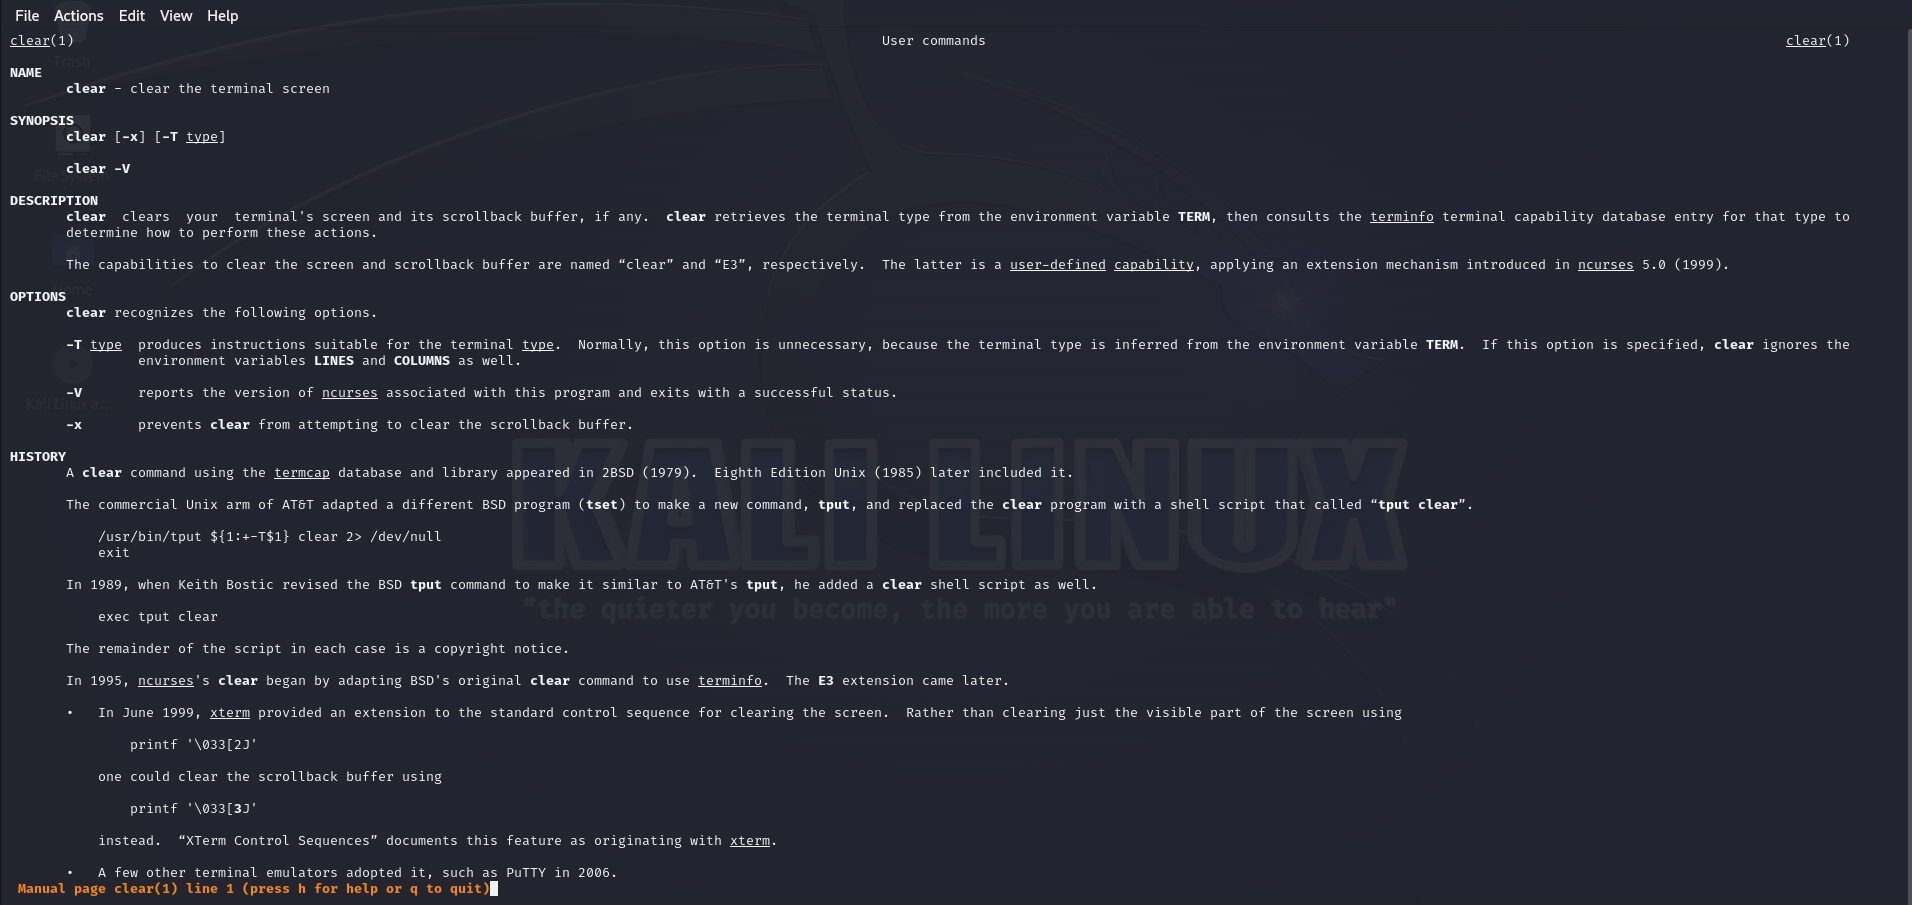 File Actions Edit View Help
clear(1) User commands clear(1)
Trash
NAME
clear - clear the terminal screen
SYNOPSIS
clear [-x] [-T type]
clear -V
File System
DESCRIPTION
clear clears your terminal's screen and its scrollback buffer, if any. clear retrieves the terminal type from the environment variable TERM, then consults the terminfo terminal capability database entry for that type to
determine how to perform these actions.
The capabilities to clear the screen and scrollback buffer are named “clear” and “E3”, respectively. The latter is a user-defined capability, applying an extension mechanism introduced in ncurses 5.0 (1999).
Home
OPTIONS
clear recognizes the following options.
-T type produces instructions suitable for the terminal type. Normally, this option is unnecessary, because the terminal type is inferred from the environment variable TERM. If this option is specified, clear ignores the
environment variables LINES and COLUMNS as well.
-V reports the version of ncurses associated with this program and exits with a successful status.
Kali Linux a...
-x prevents clear from attempting to clear the scrollback buffer.
KALI LINUX
HISTORY
A clear command using the termcap database and library appeared in 2BSD (1979). Eighth Edition Unix (1985) later included it.
The commercial Unix arm of AT&T adapted a different BSD program (tset) to make a new command, tput, and replaced the clear program with a shell script that called “tput clear”.
/usr/bin/tput ${1:+-T$1} clear 2> /dev/null
exit
In 1989, when Keith Bostic revised the BSD tput command to make it similar to AT&T's tput, he added a clear shell script as well.
"the quieter you become, the more you are able to hear"
exec tput clear
The remainder of the script in each case is a copyright notice.
In 1995, ncurses's clear began by adapting BSD's original clear command to use terminfo. The E3 extension came later.
• In June 1999, xterm provided an extension to the standard control sequence for clearing the screen. Rather than clearing just the visible part of the screen using
printf '\033[2J'
one could clear the scrollback buffer using
printf '\033[3J'
instead. “XTerm Control Sequences” documents this feature as originating with xterm.
• A few other terminal emulators adopted it, such as PuTTY in 2006.
Manual page clear(1) line 1 (press h for help or q to quit)